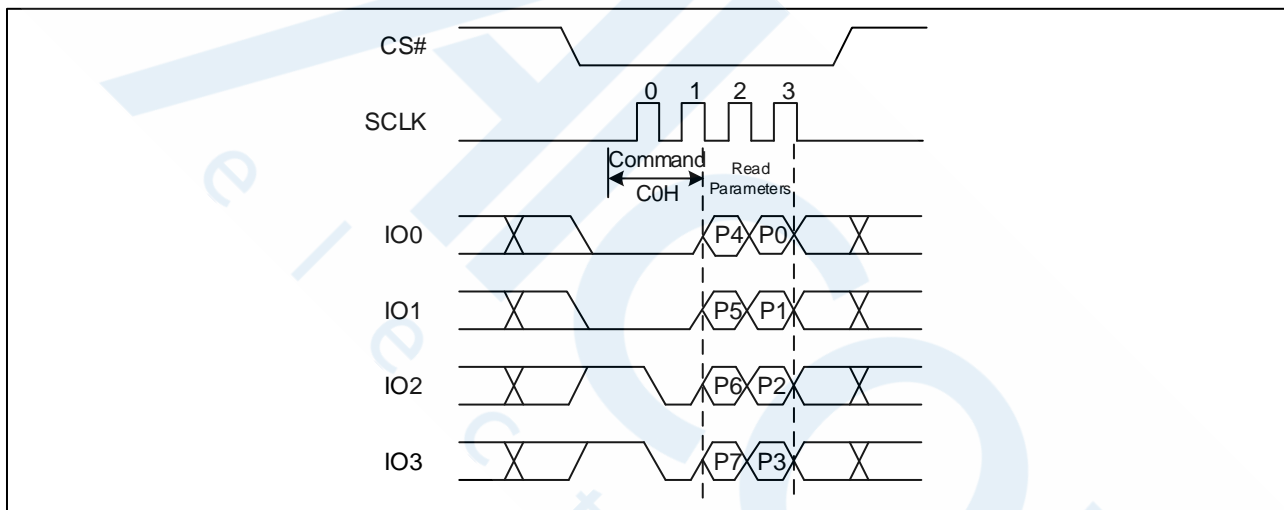 CS#
0 1 2 3
SCLK
Command
C0H
Read
Parameters
IO0 P4 P0
IO1 P5 P1
IO2 P6 P2
IO3 P7 P3